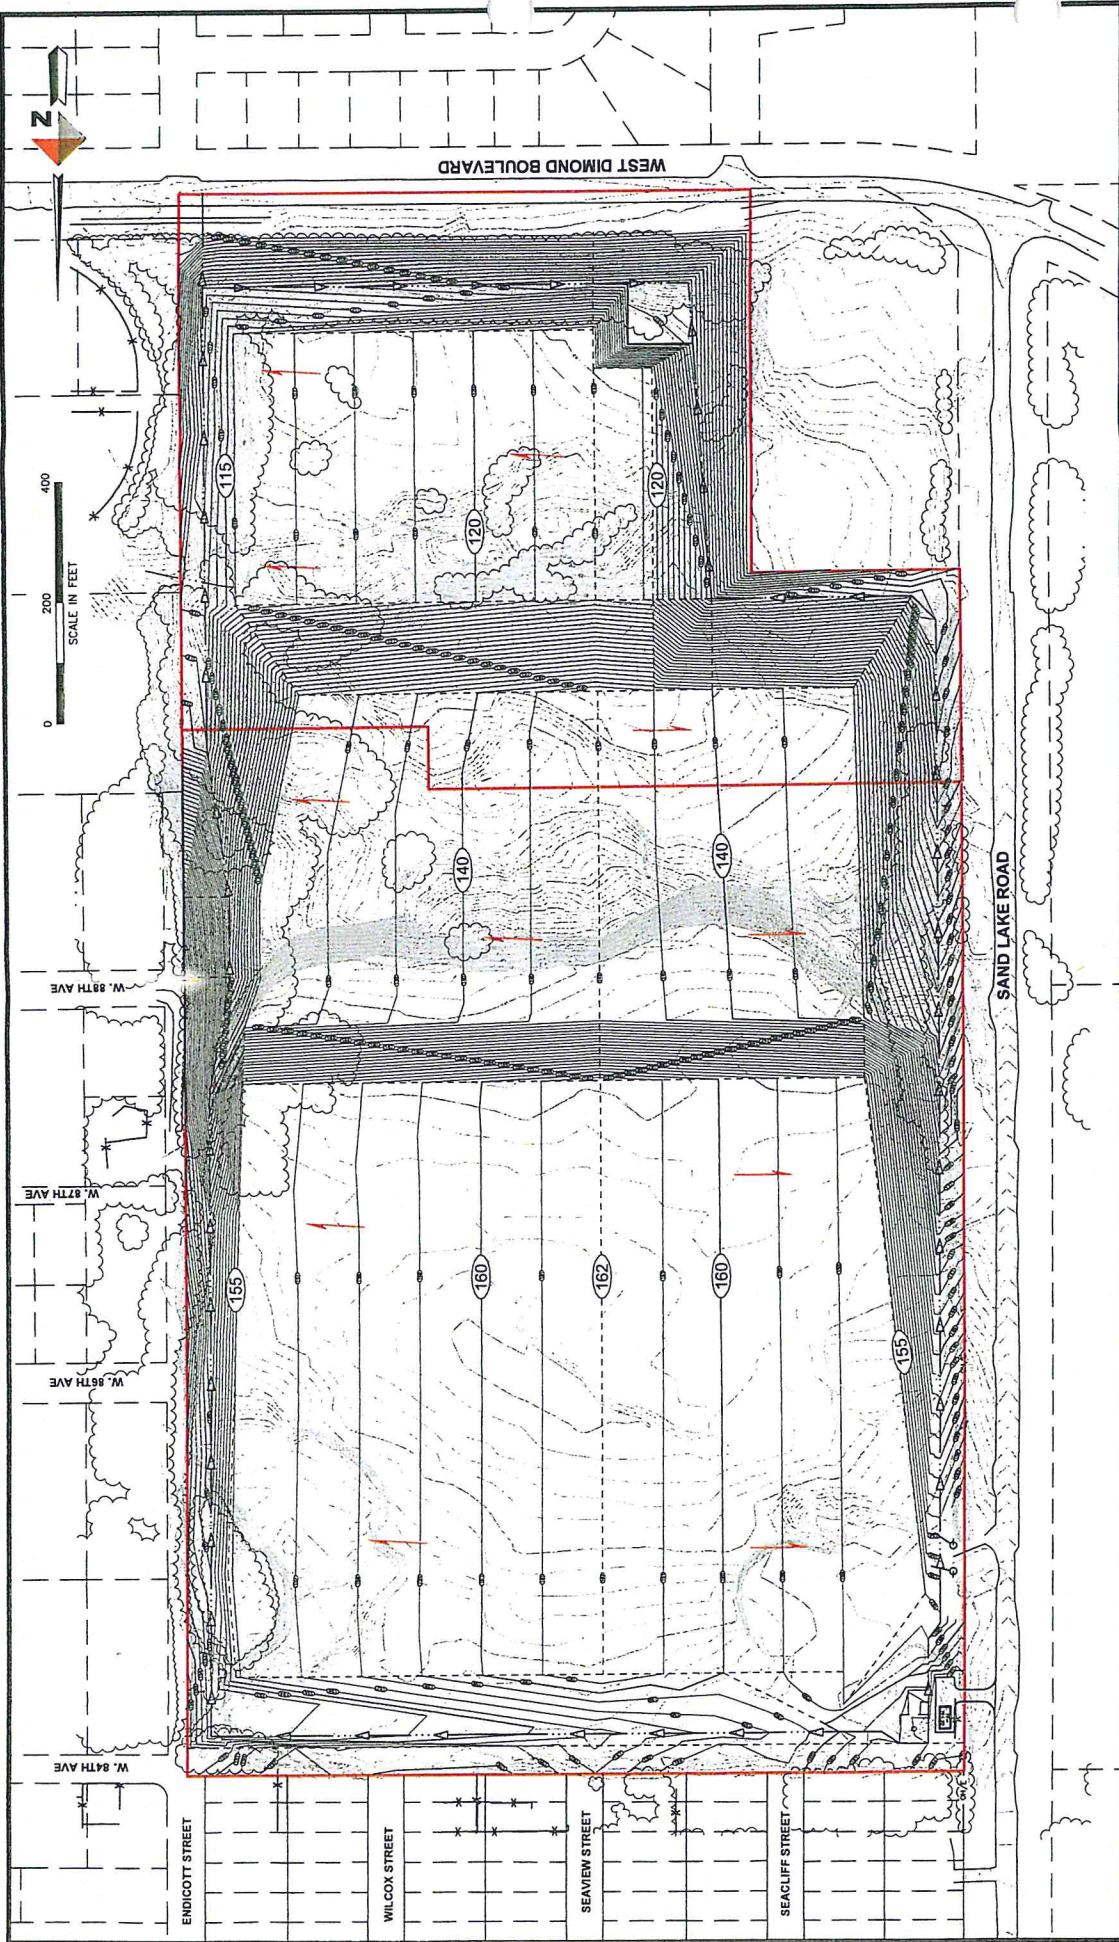 N
WEST DIMOND BOULEVARD
0 200 400
SCALE IN FEET
115
120
120
W. 88TH AVE
140
140
SAND LAKE ROAD
W. 87TH AVE
155
160
162
160
W. 86TH AVE
155
W. 84TH AVE
ENDICOTT STREET
WILCOX STREET
SEAVIEW STREET
SEACLIFF STREET